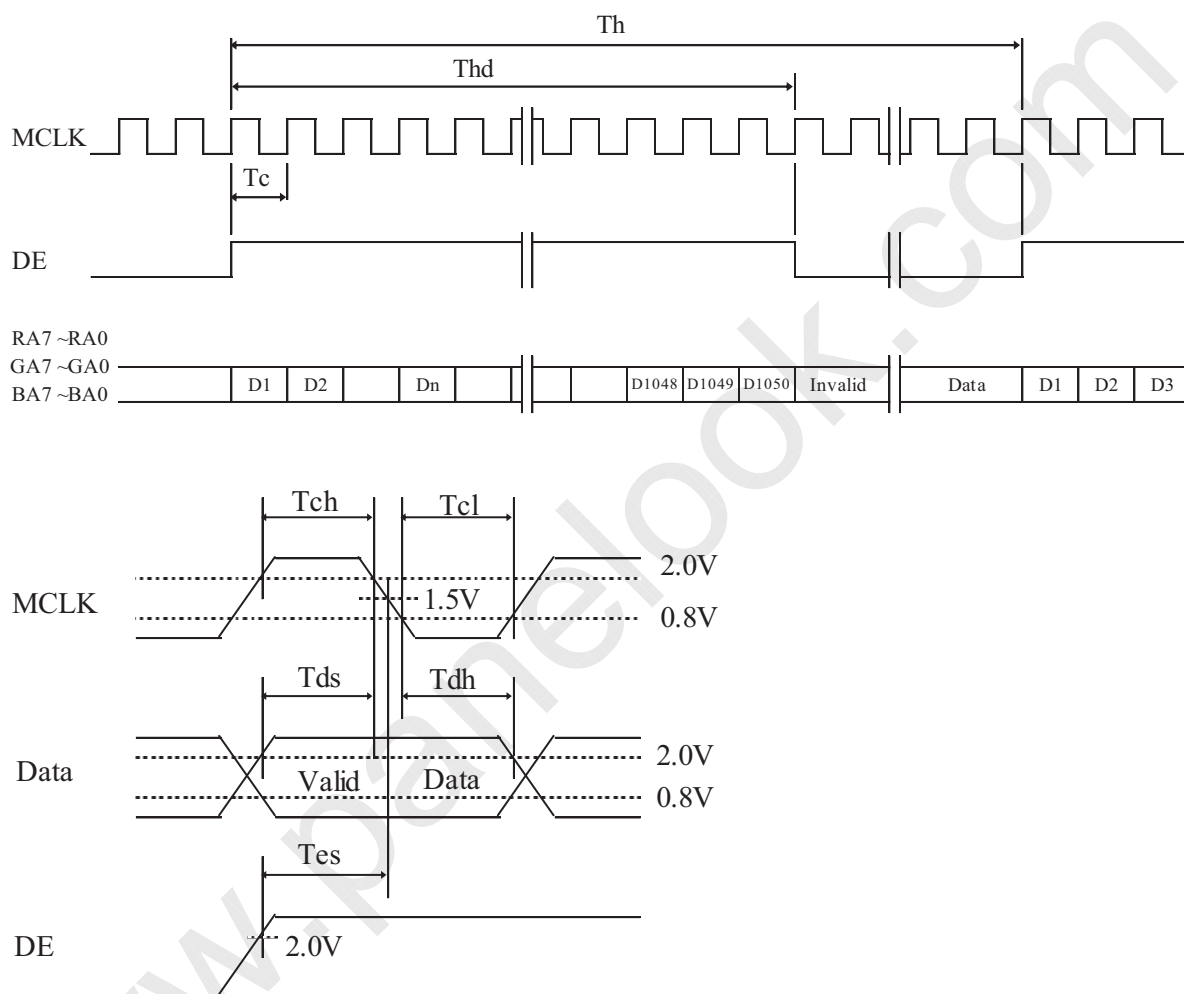 Th
Thd
MCLK
Tc
DE
RA7 ~RA0
GA7 ~GA0
BA7 ~BA0
D1 D2 Dn D1048 D1049 D1050 Invalid Data D1 D2 D3
Tch Tcl
2.0V
MCLK
1.5V
0.8V
Tds Tdh
2.0V
Data
Valid Data
0.8V
Tes
DE
2.0V
w.panelook.com